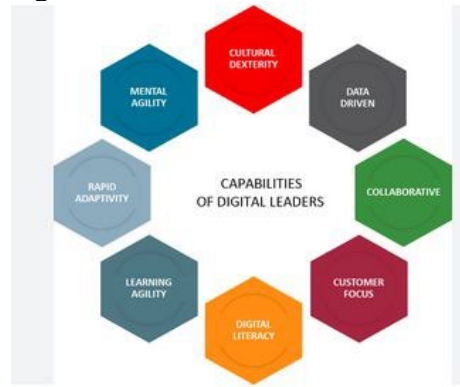 CULTURAL
DEXTERITY
DATA
DRIVEN
COLLABORATIVE
CUSTOMER
FOCUS
DIGITAL
LITERACY
LEARNING
AGILITY
RAPID
ADAPTIVITY
MENTAL
AGILITY
CAPABILITIES
OF DIGITAL LEADERS